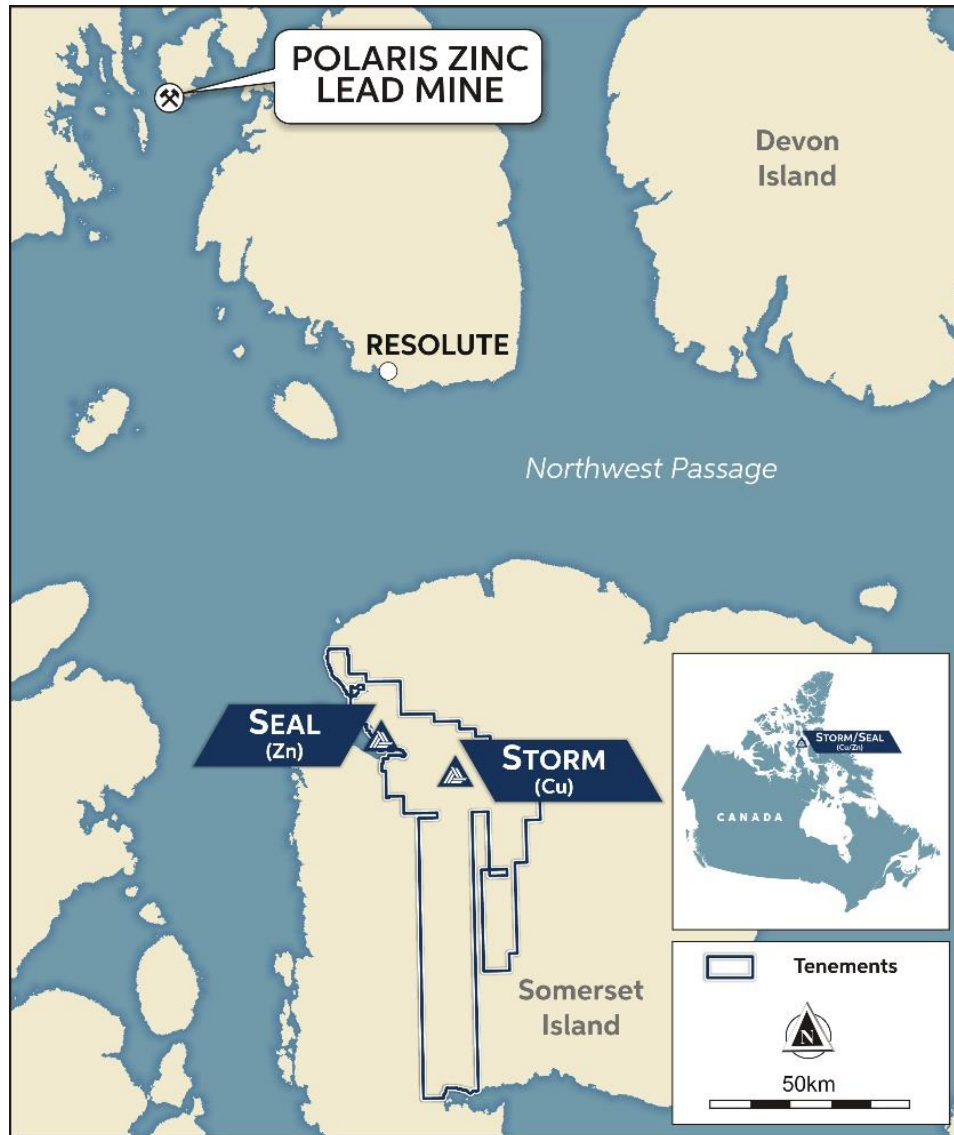 POLARIS ZINC
LEAD MINE
Devon
Island
RESOLUTE
Northwest Passage
SEAL
(Zn)
STORM
(Cu)
STORM/SEAL
(Cu/Zn)
CANADA
Somerset
Island
Tenements
N
50km